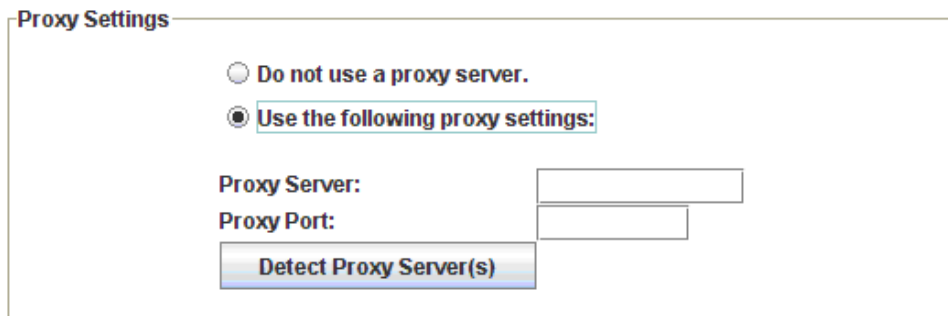 Proxy Settings
Do not use a proxy server.
Use the following proxy settings:
Proxy Server:
Proxy Port:
Detect Proxy Server(s)